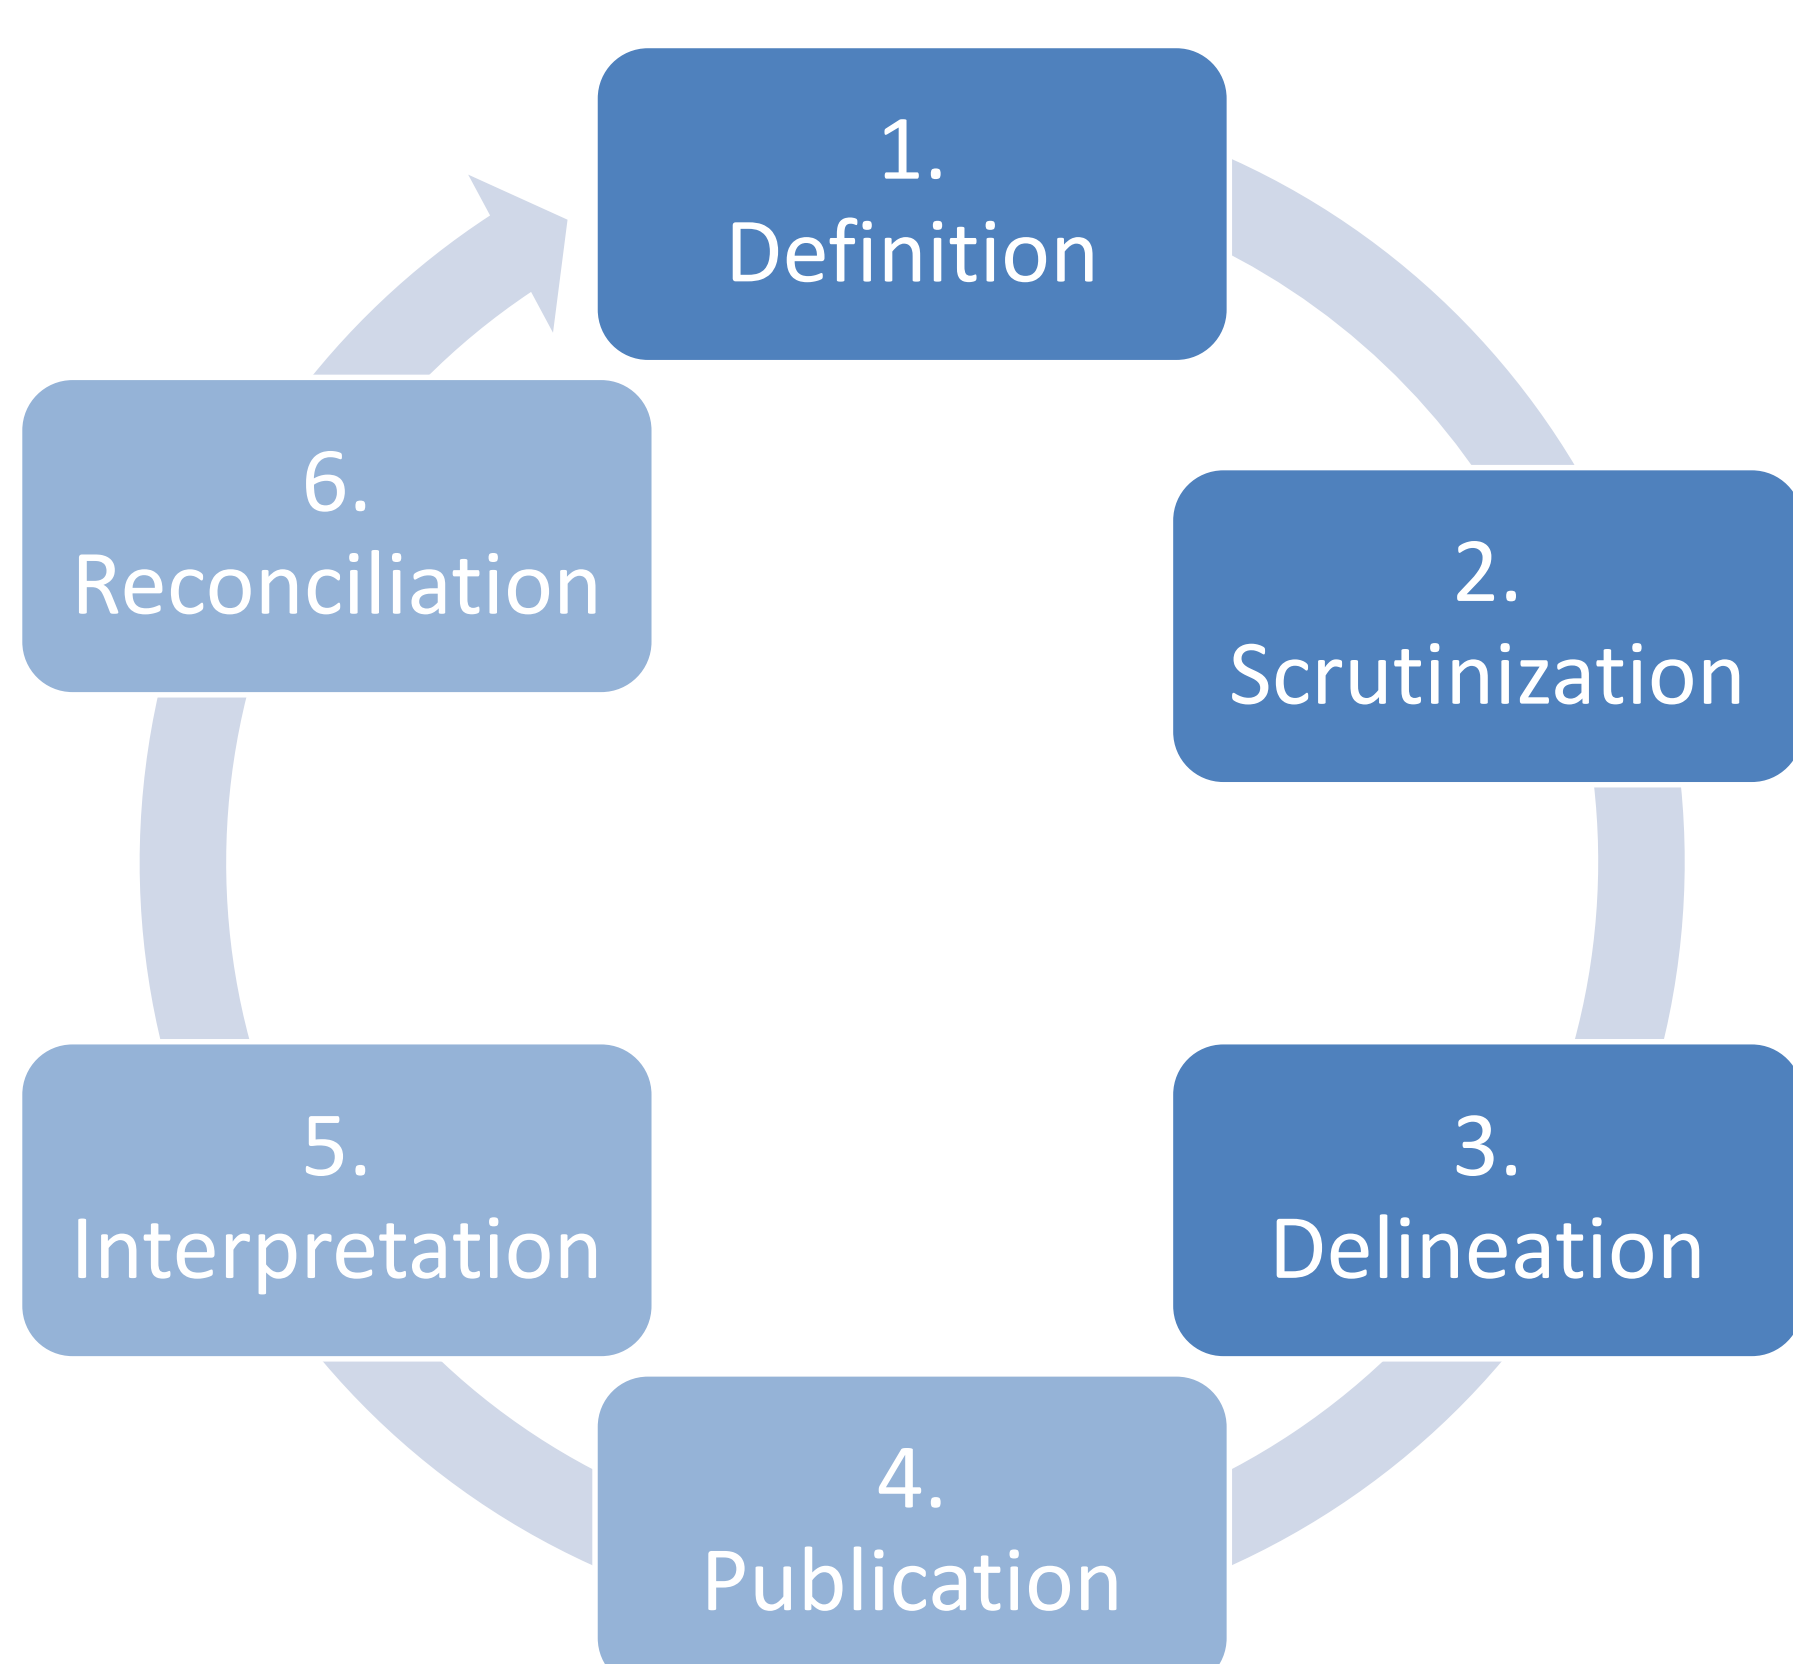 1.
Definition
2.
Scrutinization
3.
Delineation
4.
Publication
5.
Interpretation
6.
Reconciliation